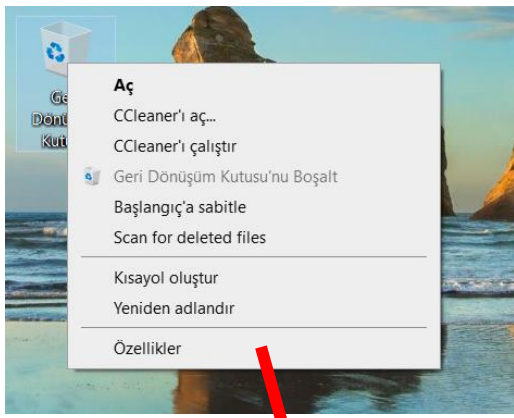 Aç
CCleaner'ı aç...
CCleaner'ı çalıştır
Geri Dönüşüm Kutusu'nu Boşalt
Başlangıç'a sabitle
Scan for deleted files
Kısayol oluştur
Yeniden adlandır
Özellikler